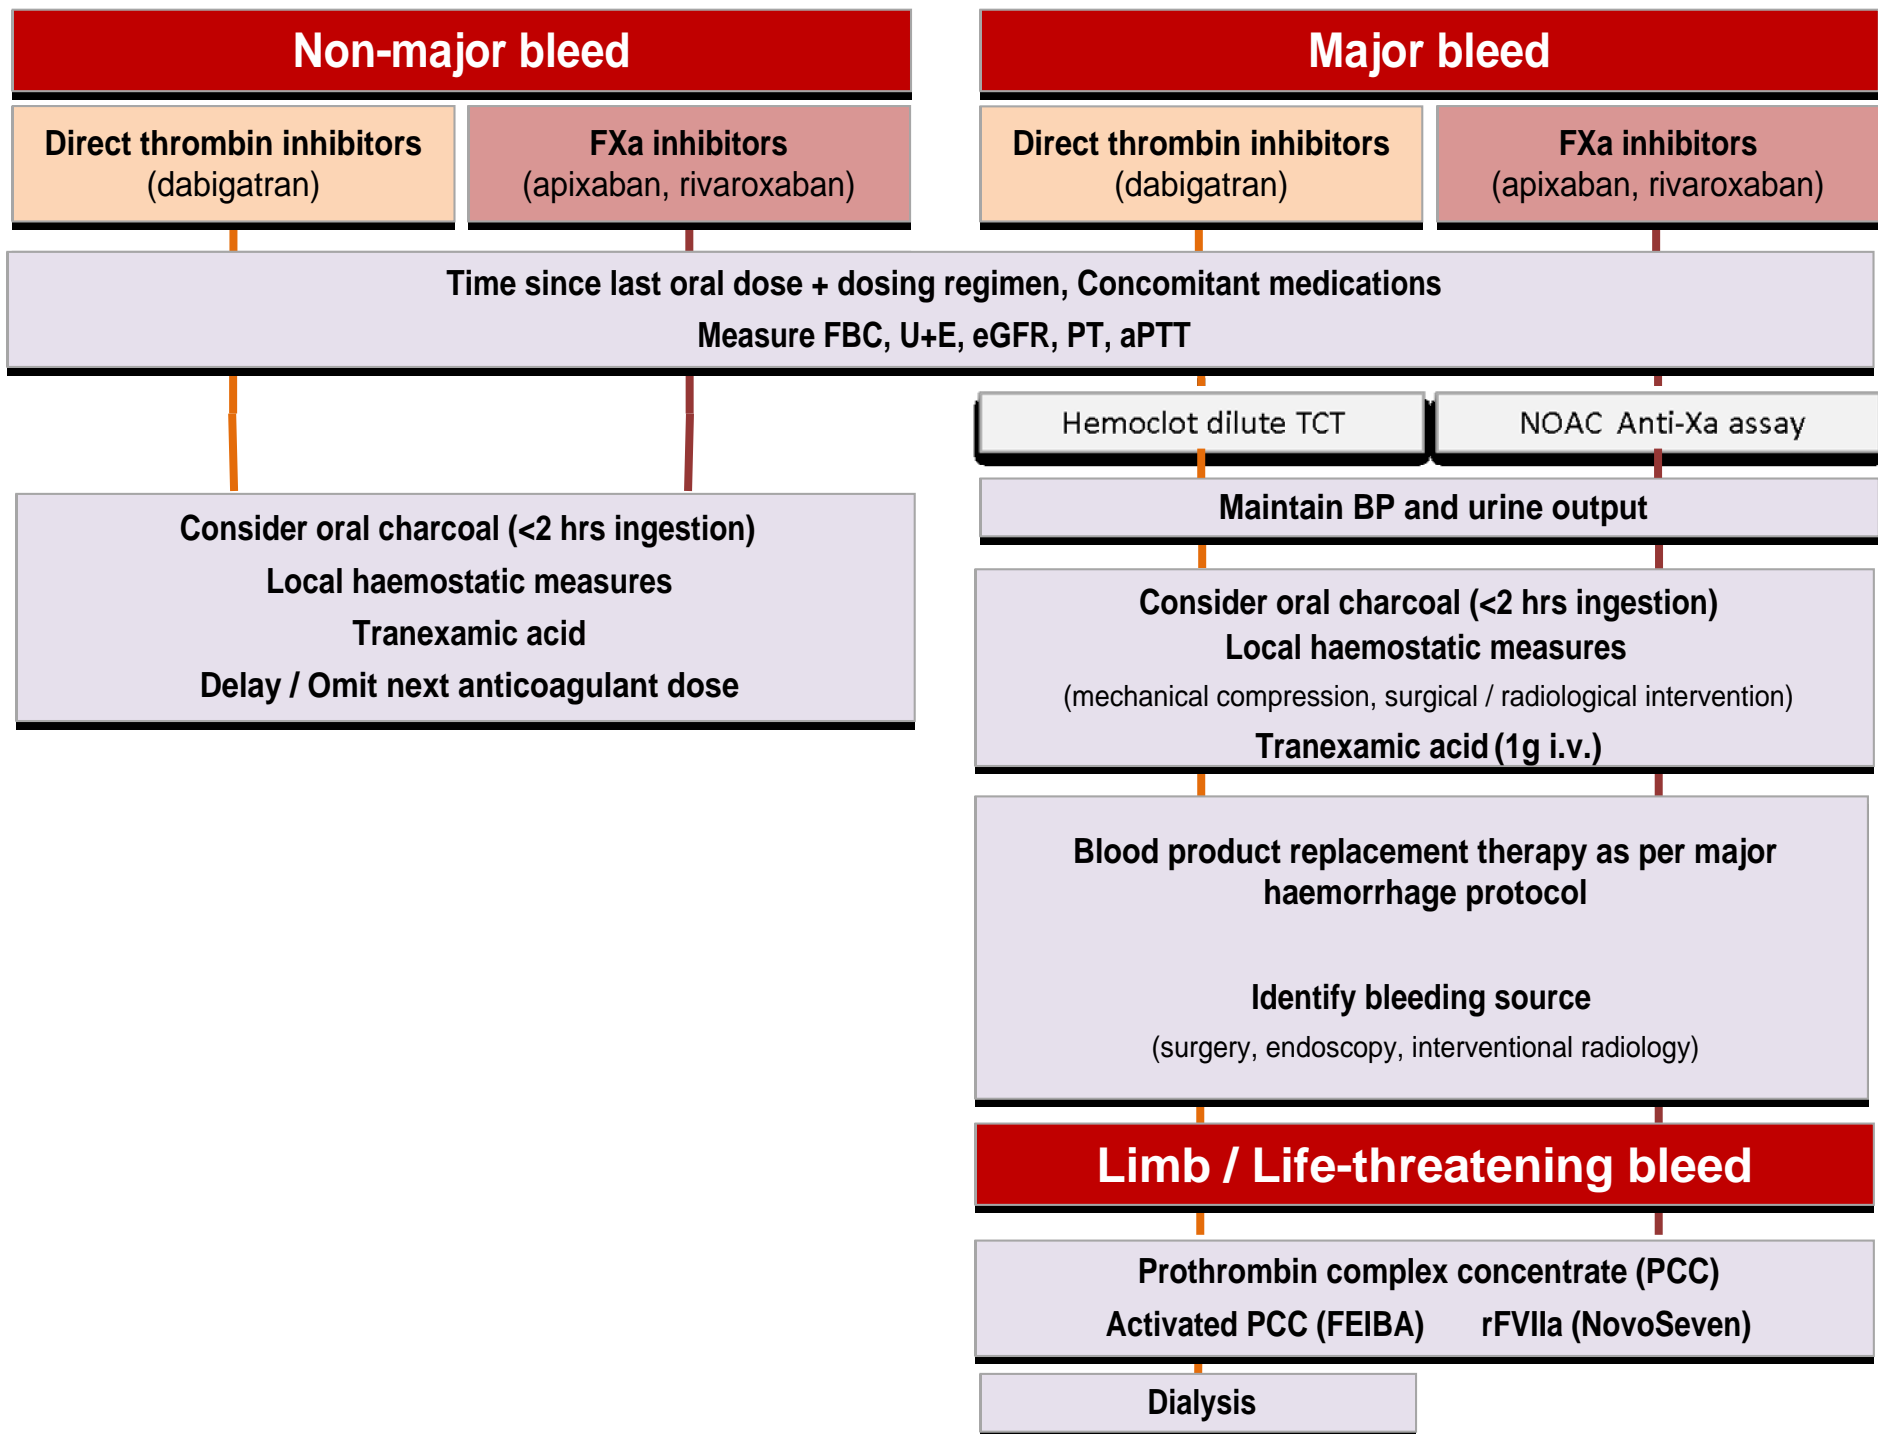 Non-major bleed
Major bleed
Direct thrombin inhibitors
(dabigatran)
FXa inhibitors
(apixaban, rivaroxaban)
Direct thrombin inhibitors
(dabigatran)
FXa inhibitors
(apixaban, rivaroxaban)
Time since last oral dose + dosing regimen, Concomitant medications
Measure FBC, U+E, eGFR, PT, aPTT
Hemoclot dilute TCT
NOAC Anti-Xa assay
Maintain BP and urine output
Consider oral charcoal (<2 hrs ingestion)
Local haemostatic measures
Tranexamic acid
Delay / Omit next anticoagulant dose
Consider oral charcoal (<2 hrs ingestion)
Local haemostatic measures
(mechanical compression, surgical / radiological intervention)
Tranexamic acid (1g i.v.)
Blood product replacement therapy as per major
haemorrhage protocol
Identify bleeding source
(surgery, endoscopy, interventional radiology)
Limb / Life-threatening bleed
Prothrombin complex concentrate (PCC)
Activated PCC (FEIBA) rFVIIa (NovoSeven)
Dialysis